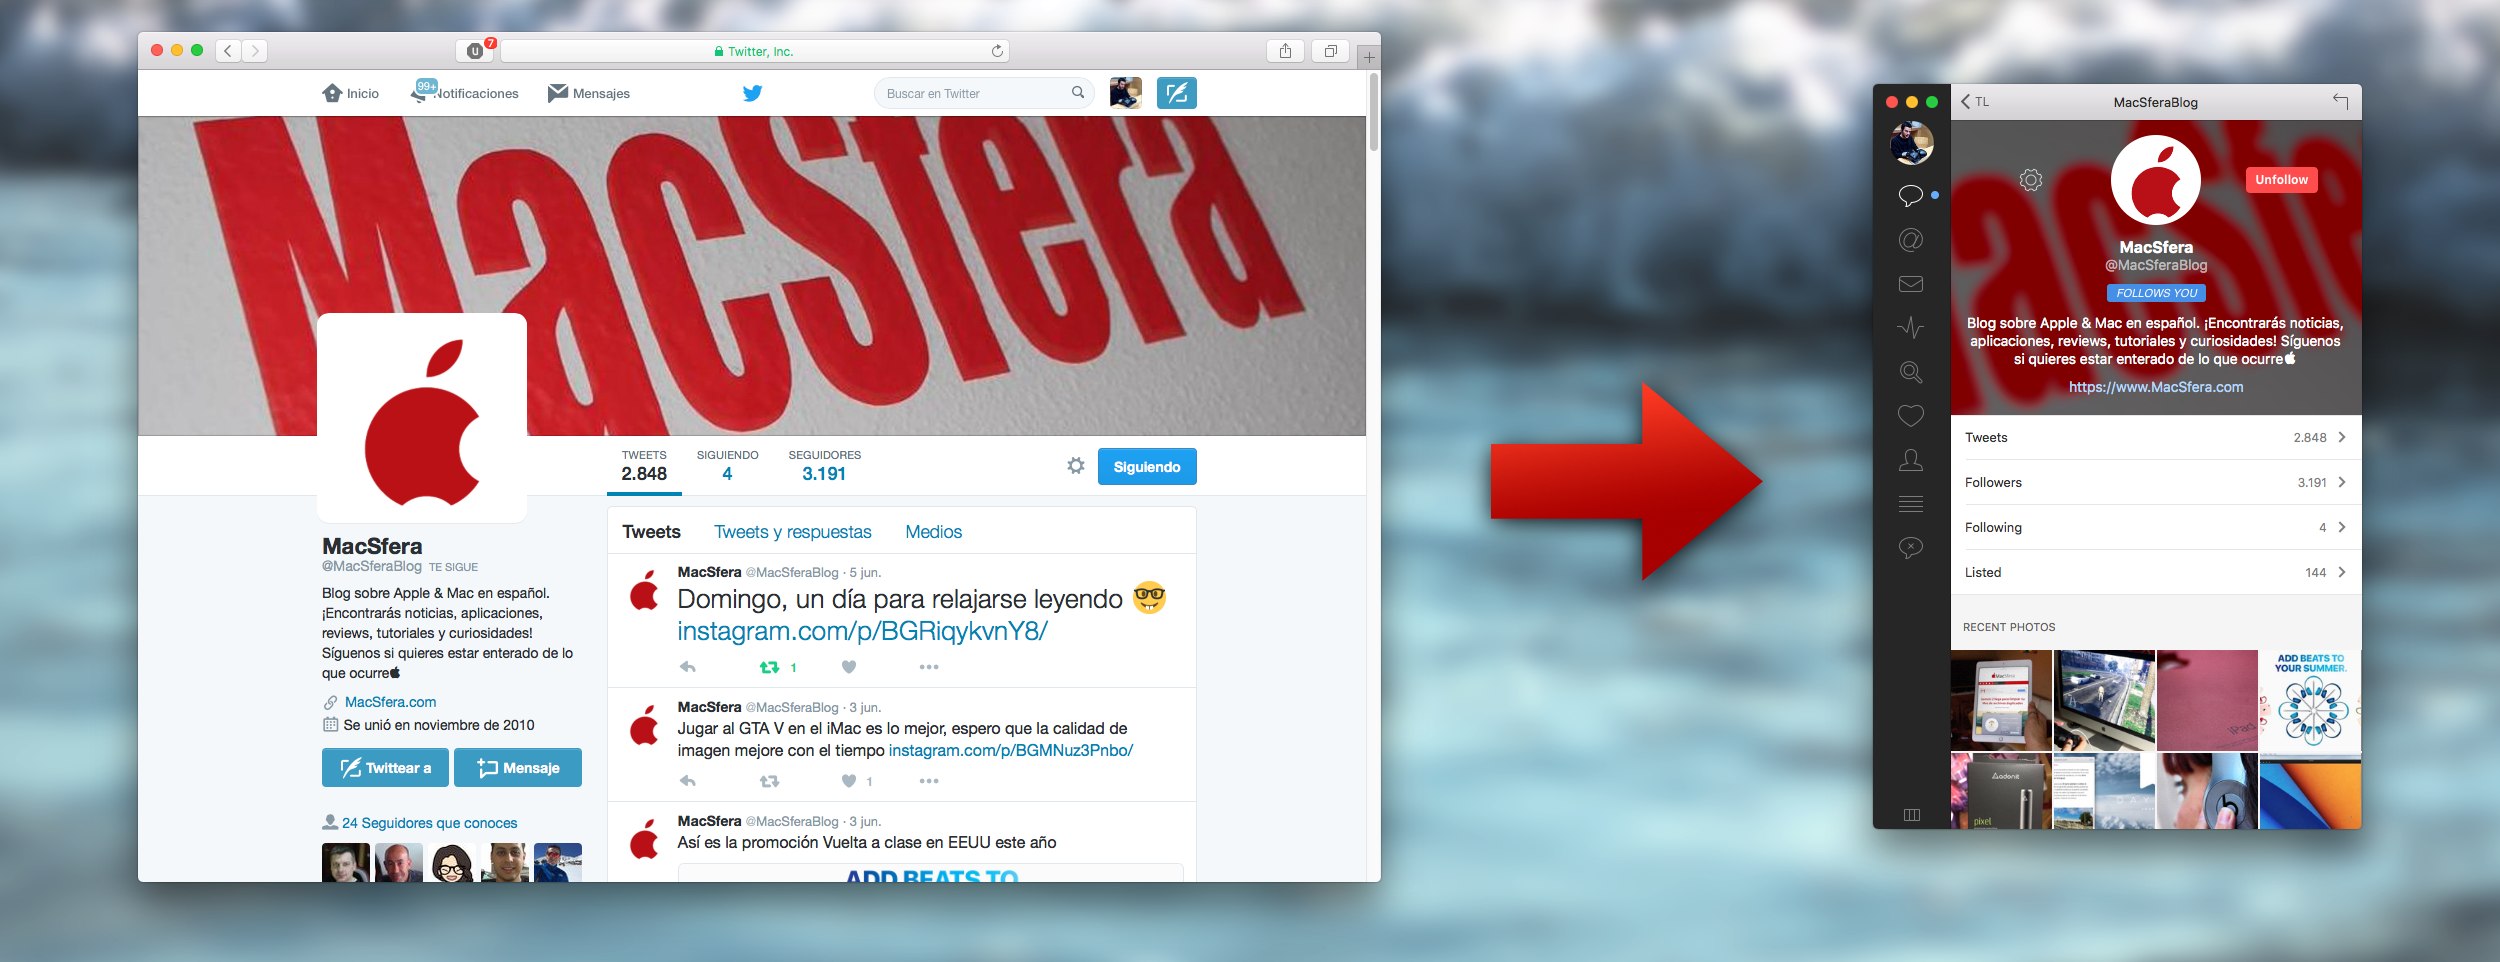 7
Twitter, Inc.
Inicio
99+
Notificaciones
Mensajes
Buscar en Twitter
MacSfera
TWEETS
2.848
SIGUIENDO
4
SEGUIDORES
3.191
Siguiendo
MacSfera
@MacSferaBlog TE SIGUE
Blog sobre Apple & Mac en español.
¡Encontrarás noticias, aplicaciones,
reviews, tutoriales y curiosidades!
Síguenos si quieres estar enterado de lo
que ocurre
MacSfera.com
Se unió en noviembre de 2010
Twittear a
Mensaje
24 Seguidores que conoces
Tweets
Tweets y respuestas
Medios
MacSfera @MacSferaBlog · 5 jun.
Domingo, un día para relajarse leyendo 🤓
instagram.com/p/BGRiqykvnY8/
1
MacSfera @MacSferaBlog · 3 jun.
Jugar al GTA V en el iMac es lo mejor, espero que la calidad de
imagen mejore con el tiempo instagram.com/p/BGMNuz3Pnbo/
1
MacSfera @MacSferaBlog · 3 jun.
Así es la promoción Vuelta a clase en EEUU este año
ADD BEATS TO
TL
MacSferaBlog
Unfollow
MacSfera
@MacSferaBlog
FOLLOWS YOU
Blog sobre Apple & Mac en español. ¡Encontrarás noticias,
aplicaciones, reviews, tutoriales y curiosidades! Síguenos
si quieres estar enterado de lo que ocurre
https://www.MacSfera.com
Tweets 2.848
Followers 3.191
Following 4
Listed 144
RECENT PHOTOS
MacSfera
iPad
ADD BEATS TO
YOUR SUMMER.
adonit
pixel